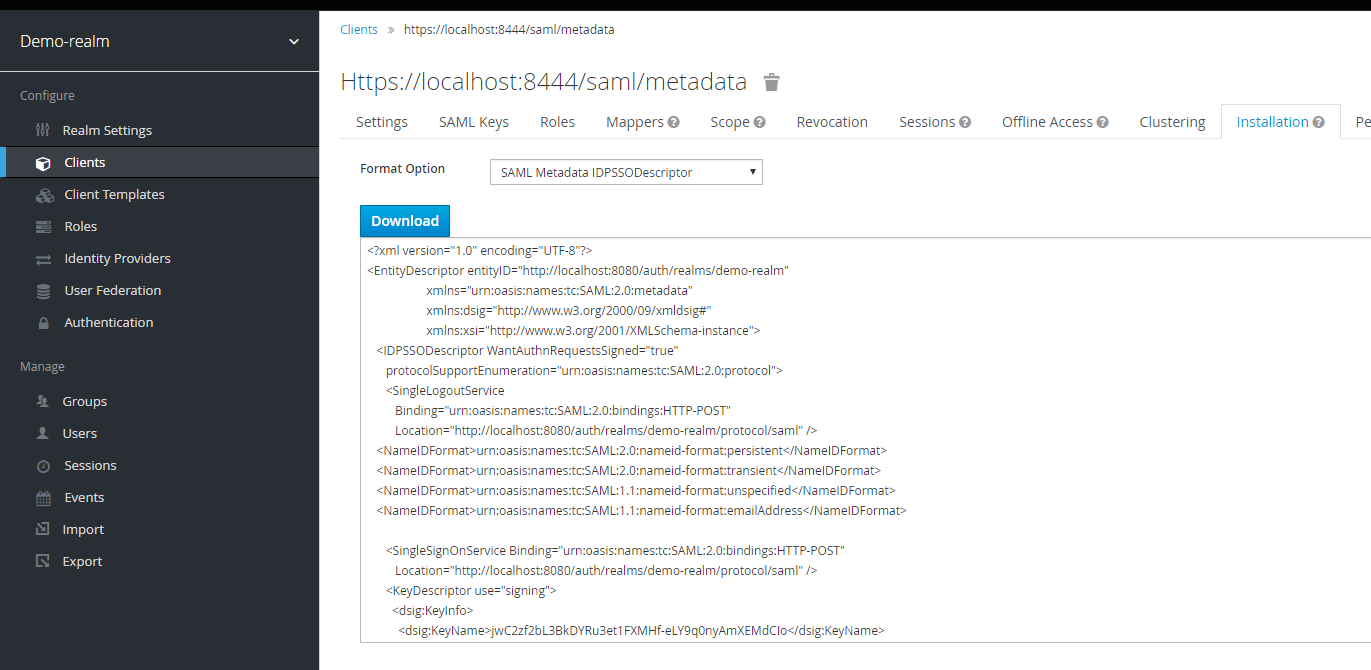 Demo-realm
Configure
Realm Settings
Clients
Client Templates
Roles
Identity Providers
User Federation
Authentication
Manage
Groups
Users
Sessions
Events
Import
Export
Clients » https://localhost:8444/saml/metadata
Https://localhost:8444/saml/metadata
Settings SAML Keys Roles Mappers Scope Revocation Sessions Offline Access Clustering Installation Pe
Format Option SAML Metadata IDPSSODescriptor
Download
<?xml version="1.0" encoding="UTF-8"?>
<EntityDescriptor entityID="http://localhost:8080/auth/realms/demo-realm"
xmlns="urn:oasis:names:tc:SAML:2.0:metadata"
xmlns:dsig="http://www.w3.org/2000/09/xmldsig#"
xmlns:xsi="http://www.w3.org/2001/XMLSchema-instance">
<IDPSSODescriptor WantAuthnRequestsSigned="true"
protocolSupportEnumeration="urn:oasis:names:tc:SAML:2.0:protocol">
<SingleLogoutService
Binding="urn:oasis:names:tc:SAML:2.0:bindings:HTTP-POST"
Location="http://localhost:8080/auth/realms/demo-realm/protocol/saml" />
<NameIDFormat>urn:oasis:names:tc:SAML:2.0:nameid-format:persistent</NameIDFormat>
<NameIDFormat>urn:oasis:names:tc:SAML:2.0:nameid-format:transient</NameIDFormat>
<NameIDFormat>urn:oasis:names:tc:SAML:1.1:nameid-format:unspecified</NameIDFormat>
<NameIDFormat>urn:oasis:names:tc:SAML:1.1:nameid-format:emailAddress</NameIDFormat>
<SingleSignOnService Binding="urn:oasis:names:tc:SAML:2.0:bindings:HTTP-POST"
Location="http://localhost:8080/auth/realms/demo-realm/protocol/saml" />
<KeyDescriptor use="signing">
<dsig:KeyInfo>
<dsig:KeyName>jwC2zf2bL3BkDYRu3et1FXMHf-eLY9q0nyAmXEMdCIo</dsig:KeyName>